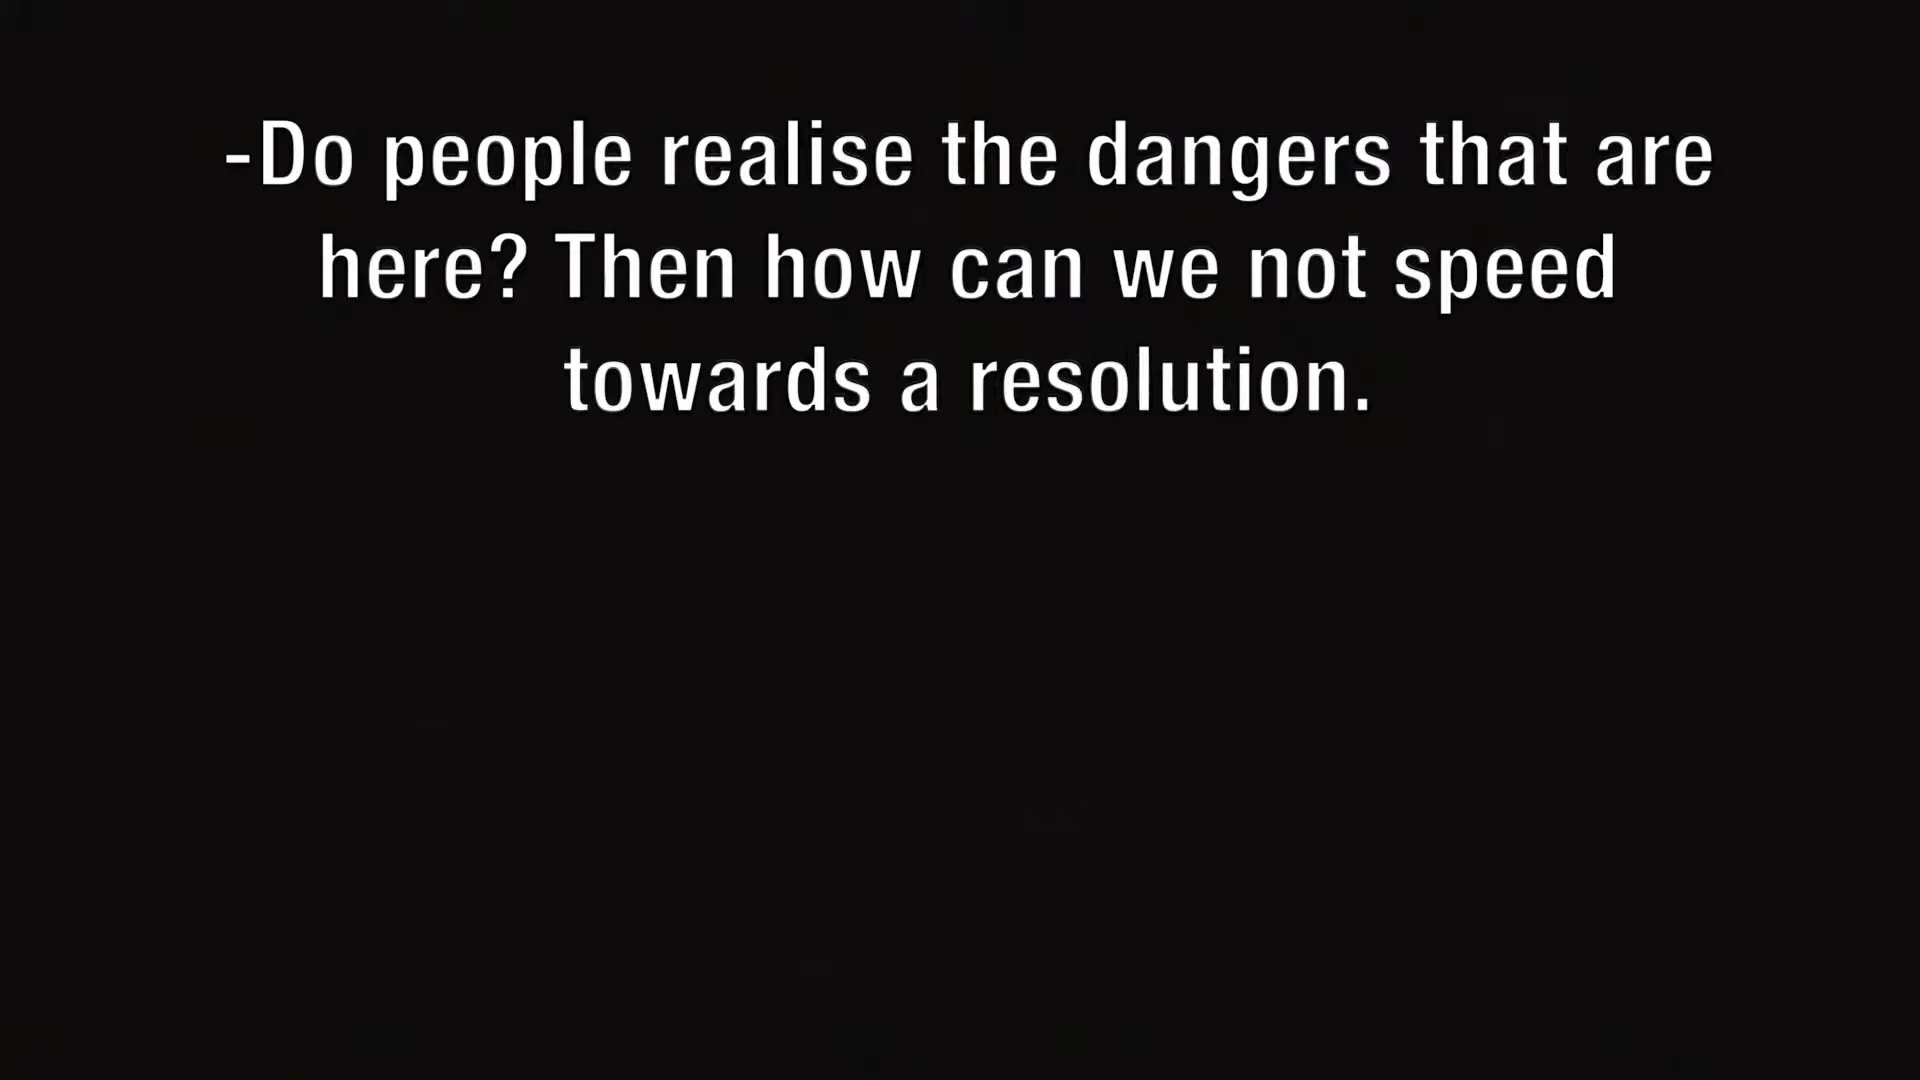 -Do people realise the dangers that are
here? Then how can we not speed
towards a resolution.